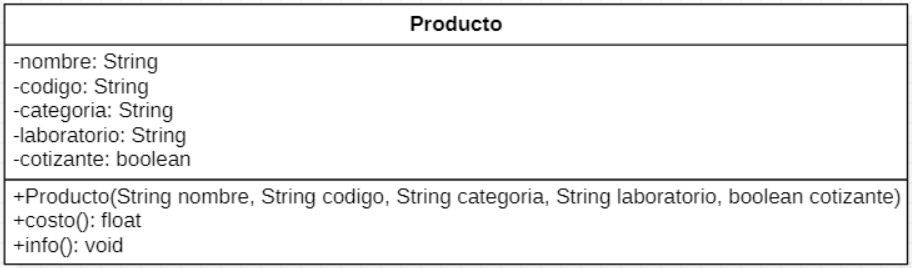 Producto
-nombre: String
-codigo: String
-categoria: String
-laboratorio: String
-cotizante: boolean
+Producto(String nombre, String codigo, String categoria, String laboratorio, boolean cotizante)
+costo(): float
+info(): void